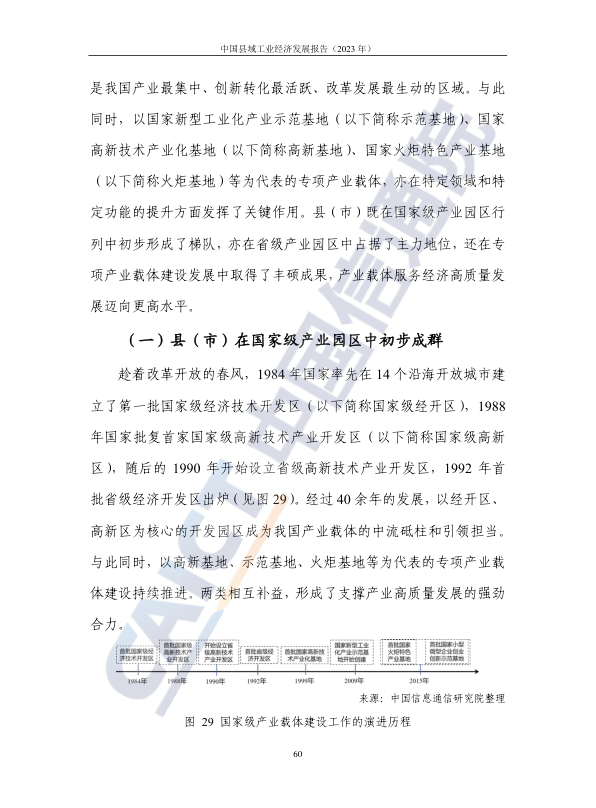 中国县域工业经济发展报告（2023 年）
是我国产业最集中、创新转化最活跃、改革发展最生动的区域。与此
同时，以国家新型工业化产业示范基地（以下简称示范基地）、国家
高新技术产业化基地（以下简称高新基地）、国家火炬特色产业基地
（以下简称火炬基地）等为代表的专项产业载体，亦在特定领域和特
定功能的提升方面发挥了关键作用。县（市）既在国家级产业园区行
列中初步形成了梯队，亦在省级产业园区中占据了主力地位，还在专
项产业载体建设发展中取得了丰硕成果，产业载体服务经济高质量发
展迈向更高水平。
（一）县（市）在国家级产业园区中初步成群
趁着改革开放的春风，1984 年国家率先在 14 个沿海开放城市建
立了第一批国家级经济技术开发区（以下简称国家级经开区），1988
年国家批复首家国家级高新技术产业开发区（以下简称国家级高新
区），随后的 1990 年开始设立省级高新技术产业开发区，1992 年首
批省级经济开发区出炉（见图 29）。经过 40 余年的发展，以经开区、
高新区为核心的开发园区成为我国产业载体的中流砥柱和引领担当。
与此同时，以高新基地、示范基地、火炬基地等为代表的专项产业载
体建设持续推进。两类相互补益，形成了支撑产业高质量发展的强劲
合力。
首批国家级经
济技术开发区
首批国家级
高新技术产
业开发区
开始设立省
级高新技术
产业开发区
首批省级经
济开发区
首批国家高新技
术产业化基地
国家新型工业
化产业示范基
地开始创建
首批国家
火炬特色
产业基地
首批国家小型
微型企业创业
创新示范基地
1984年
1988年
1990年
1992年
1999年
2009年
2015年
来源：中国信息通信研究院整理
图 29 国家级产业载体建设工作的演进历程
60
CAICT 中国信通院